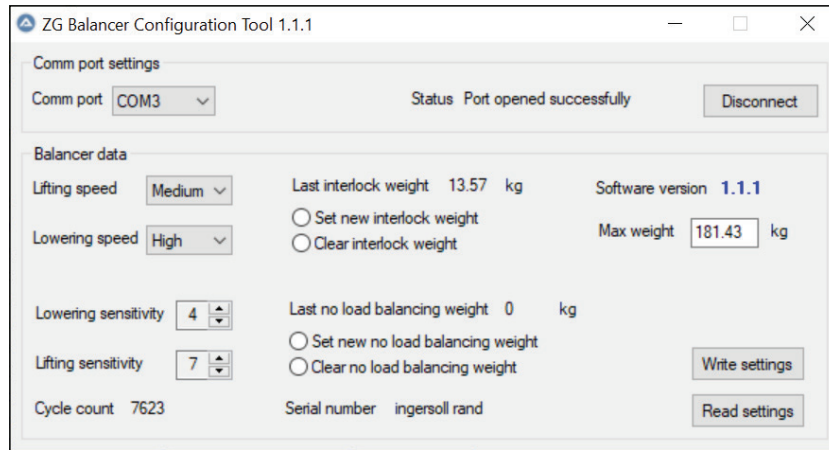 ZG Balancer Configuration Tool 1.1.1
Comm port settings
Comm port COM3 Status Port opened successfully Disconnect
Balancer data
Lifting speed Medium Last interlock weight 13.57 kg Software version 1.1.1
Set new interlock weight
Lowering speed High Clear interlock weight Max weight 181.43 kg
Lowering sensitivity 4 Last no load balancing weight 0 kg
Set new no load balancing weight
Lifting sensitivity 7 Clear no load balancing weight Write settings
Cycle count 7623 Serial number ingersoll rand Read settings